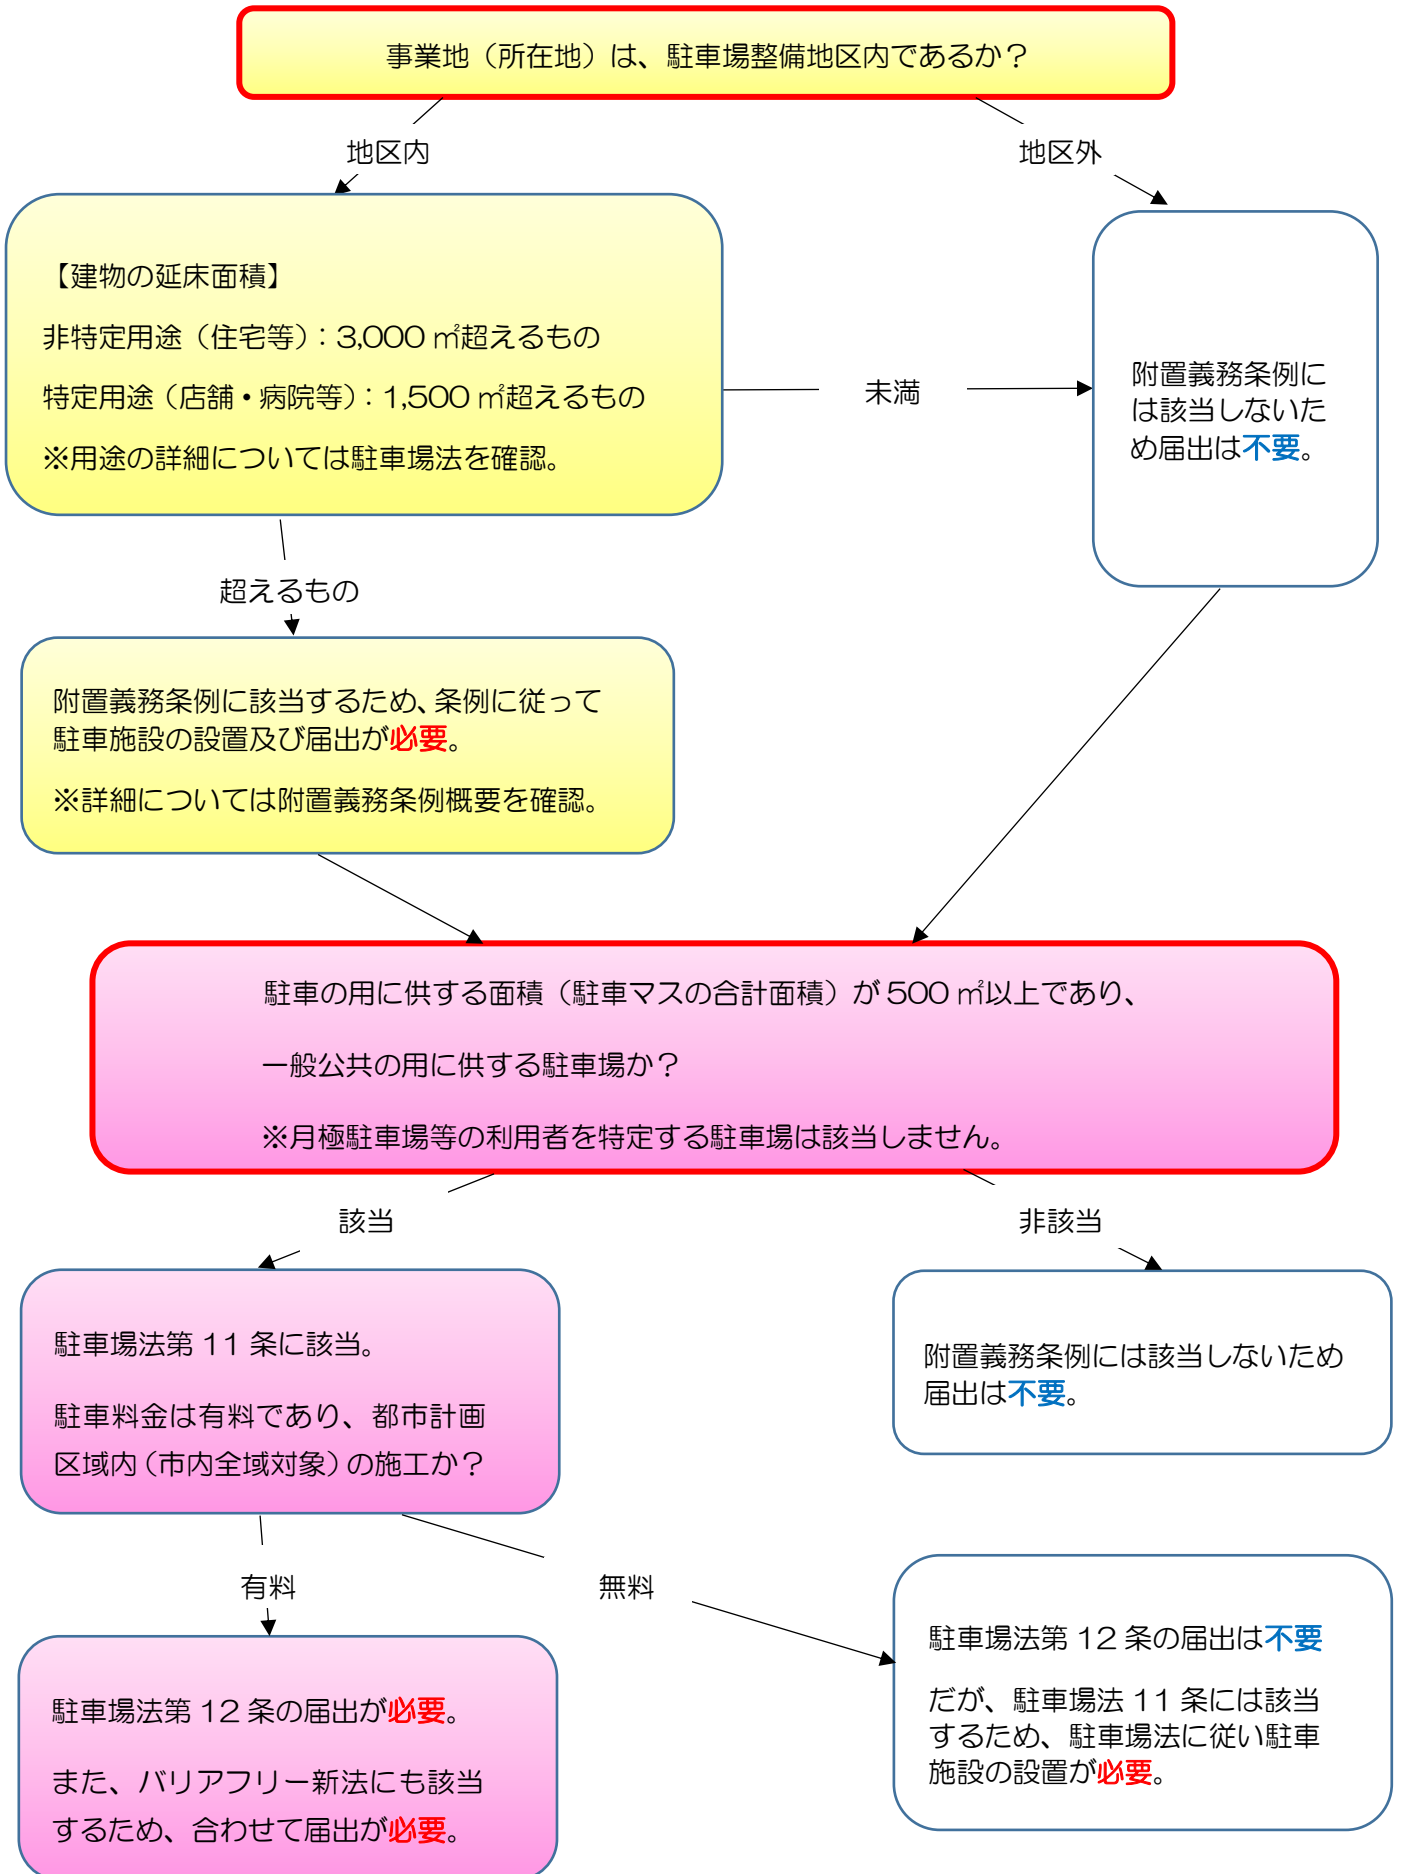 事業地（所在地）は、駐車場整備地区内であるか？
地区内
地区外
【建物の延床面積】
非特定用途（住宅等）：3,000 ㎡超えるもの
特定用途（店舗・病院等）：1,500 ㎡超えるもの
※用途の詳細については駐車場法を確認。
未満
附置義務条例に
は該当しないた
め届出は不要。
超えるもの
附置義務条例に該当するため、条例に従って
駐車施設の設置及び届出が必要。
※詳細については附置義務条例概要を確認。
駐車の用に供する面積（駐車マスの合計面積）が 500 ㎡以上であり、
一般公共の用に供する駐車場か？
※月極駐車場等の利用者を特定する駐車場は該当しません。
該当
非該当
駐車場法第 11 条に該当。
駐車料金は有料であり、都市計画
区域内（市内全域対象）の施工か？
附置義務条例には該当しないため
届出は不要。
有料
無料
駐車場法第 12 条の届出が必要。
また、バリアフリー新法にも該当
するため、合わせて届出が必要。
駐車場法第 12 条の届出は不要
だが、駐車場法 11 条には該当
するため、駐車場法に従い駐車
施設の設置が必要。